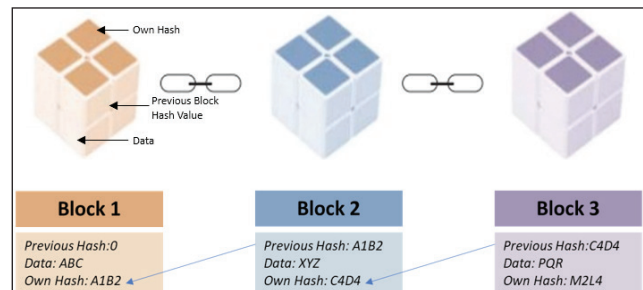 Own Hash
Previous Block
Hash Value
Data
Block 1
Previous Hash:0
Data: ABC
Own Hash: A1B2
Block 2
Previous Hash: A1B2
Data: XYZ
Own Hash: C4D4
Block 3
Previous Hash:C4D4
Data: PQR
Own Hash: M2L4